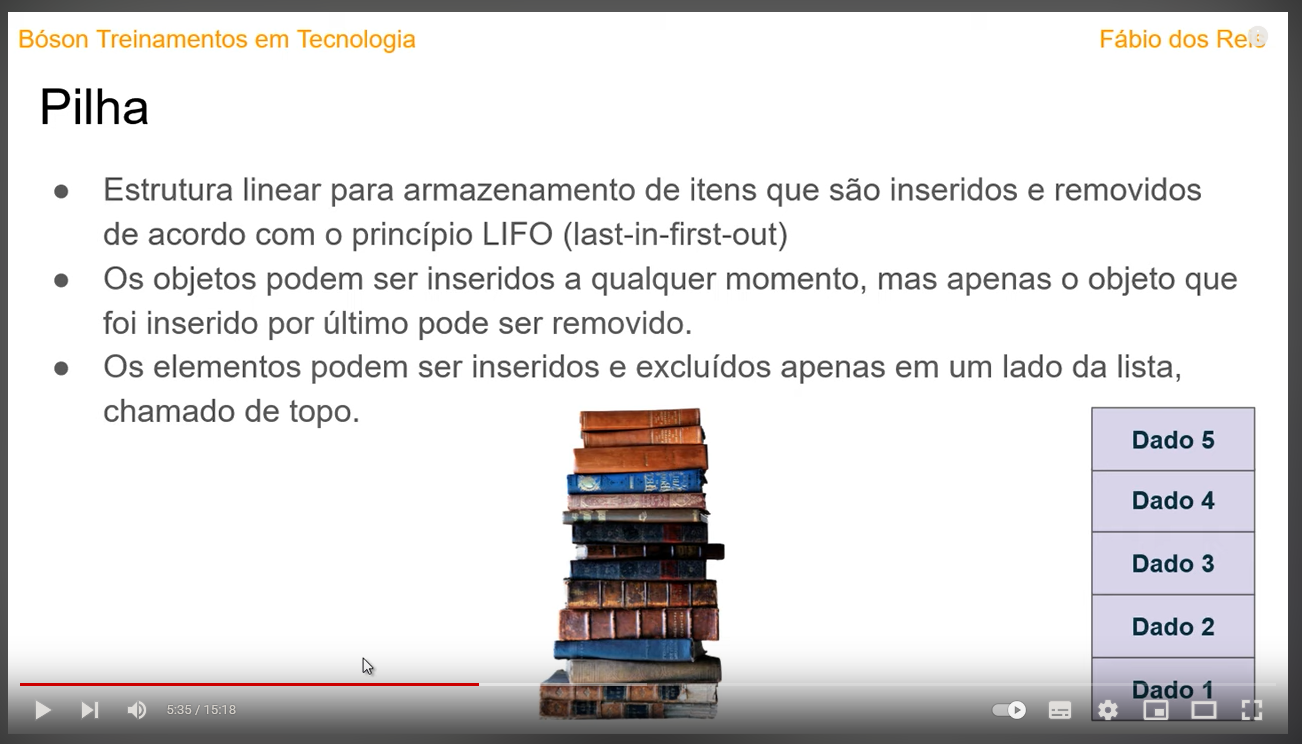 Bóson Treinamentos em Tecnologia
Fábio dos Reis
Pilha
● Estrutura linear para armazenamento de itens que são inseridos e removidos
de acordo com o princípio LIFO (last-in-first-out)
● Os objetos podem ser inseridos a qualquer momento, mas apenas o objeto que
foi inserido por último pode ser removido.
● Os elementos podem ser inseridos e excluídos apenas em um lado da lista,
chamado de topo.
Dado 5
Dado 4
Dado 3
Dado 2
Dado 1
5:35 / 15:18